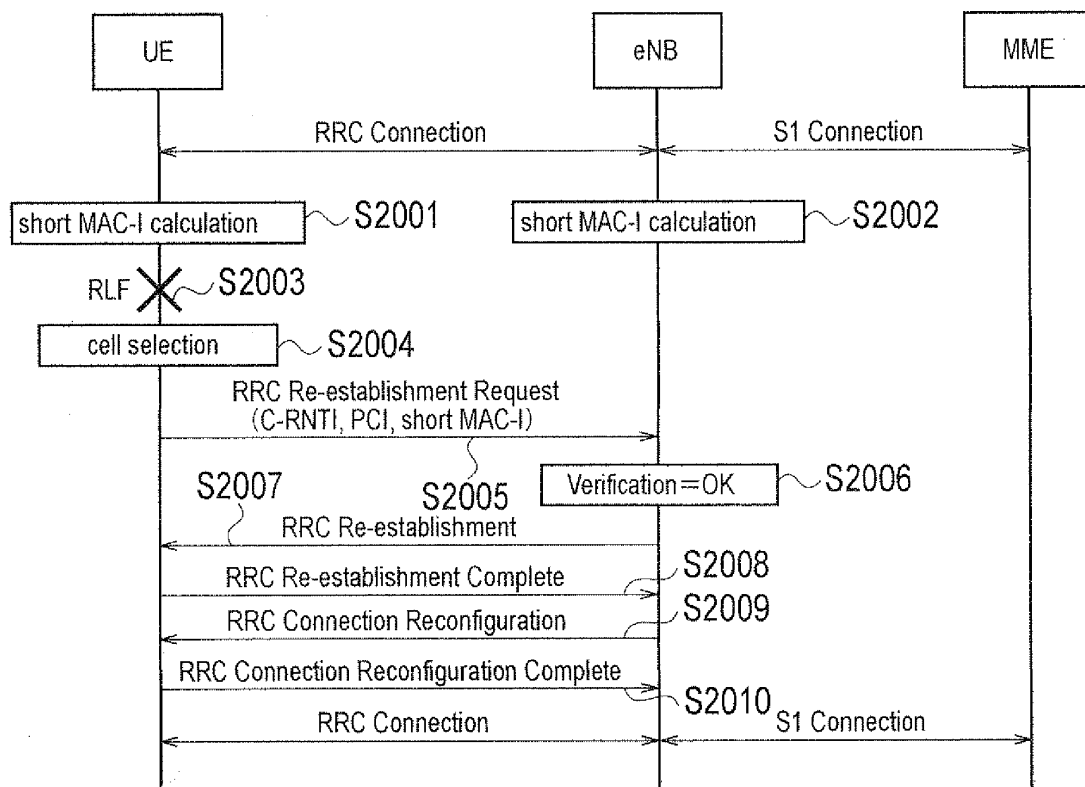 UE
eNB
MME
RRC Connection
S1 Connection
short MAC-I calculation
S2001
short MAC-I calculation
S2002
RLF
S2003
cell selection
S2004
RRC Re-establishment Request
(C-RNTI, PCI, short MAC-I)
S2005
Verification=OK
S2006
S2007
RRC Re-establishment
RRC Re-establishment Complete
S2008
RRC Connection Reconfiguration
S2009
RRC Connection Reconfiguration Complete
S2010
RRC Connection
S1 Connection